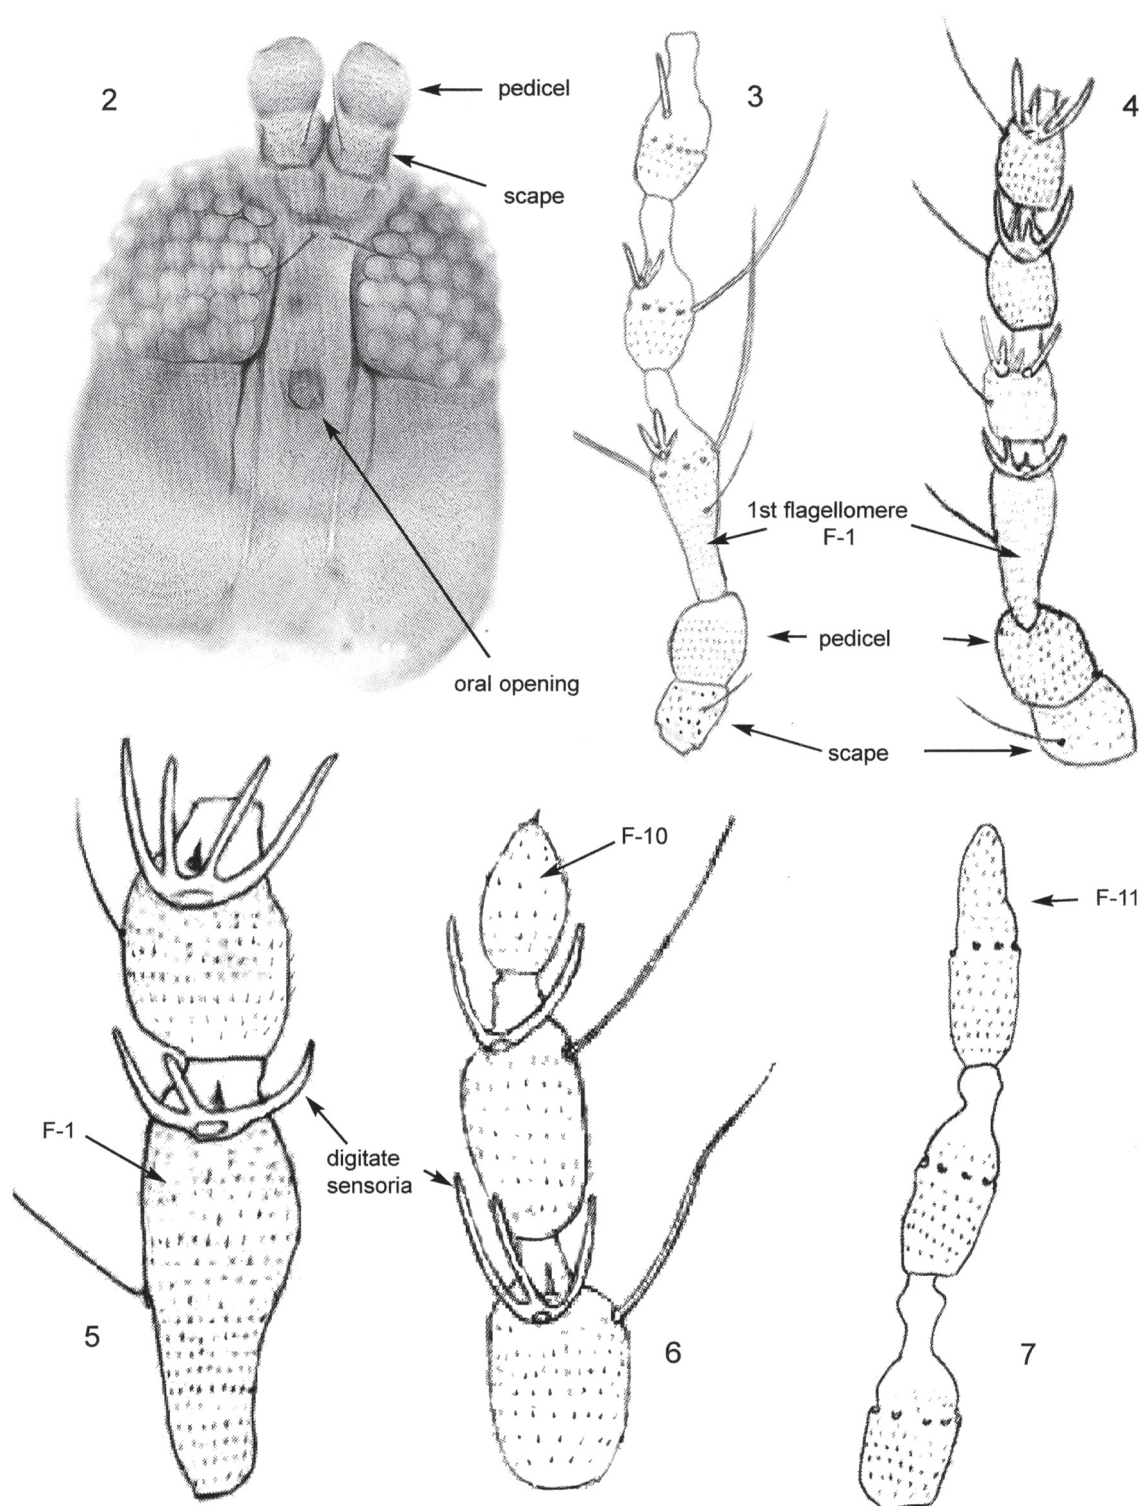 2
pedicel
scape
3
4
1st flagellomere
F-1
pedicel
oral opening
scape
F-10
F-11
F-1
digitate
sensoria
5
6
7